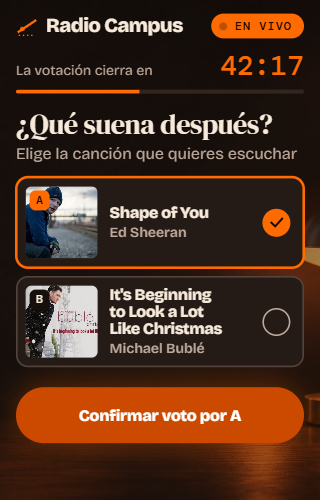 Radio Campus
EN VIVO
La votación cierra en
42:17
¿Qué suena después?
Elige la canción que quieres escuchar
A
Shape of You
Ed Sheeran
B
It's Beginning
to Look a Lot
Like Christmas
Michael Bublé
Confirmar voto por A